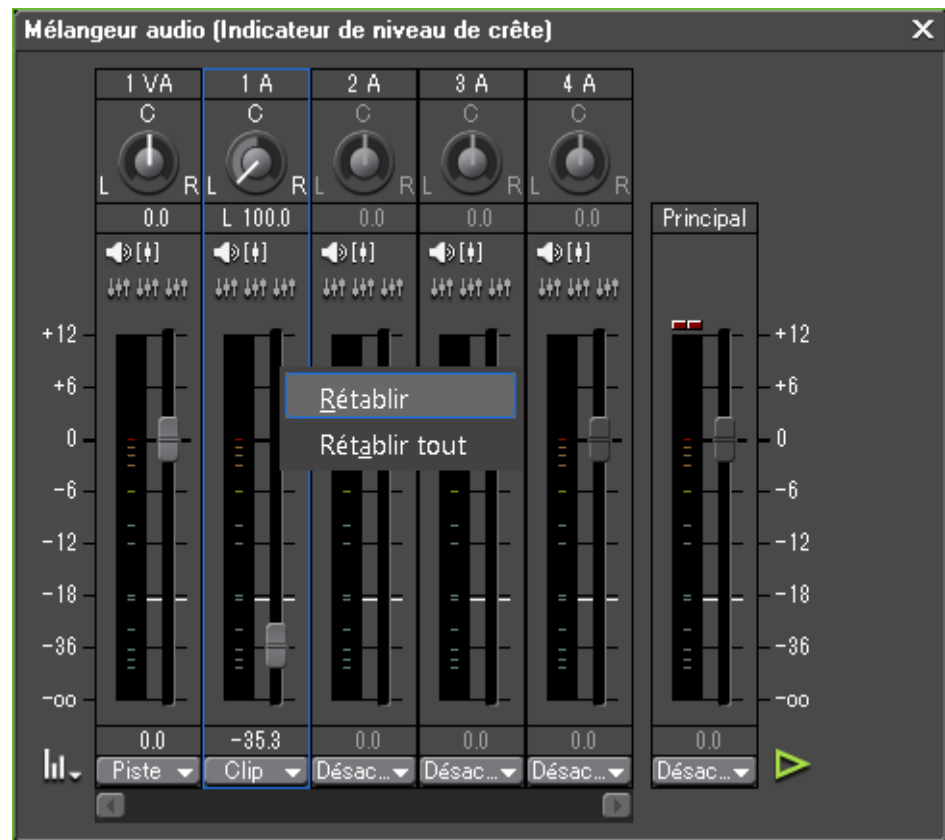 Mélangeur audio (Indicateur de niveau de crête) X
1 VA 1 A 2 A 3 A 4 A
C C C C C
L R L R L R L R L R
0.0 L 100.0 0.0 0.0 0.0 Principal
+12 +12
+6 +6
Rétablir
0 0
Rétablir tout
-6 -6
-12 -12
-18 -18
-36 -36
-∞ -∞
0.0 -35.3 0.0 0.0 0.0 0.0
Piste Clip Désac... Désac... Désac... Désac...